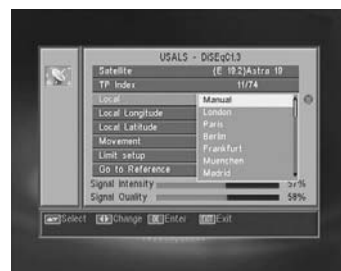 USALS - DiSEqC1.3
Satellite (E 19.2)Astra 19
TP Index 11/74
Local Manual
London
Local Longitude Paris
Local Latitude Berlin
Movement Frankfurt
Limit setup Muenchen
Go to Reference Madrid
Signal Intensity 57%
Signal Quality 58%
Select Change Enter Exit